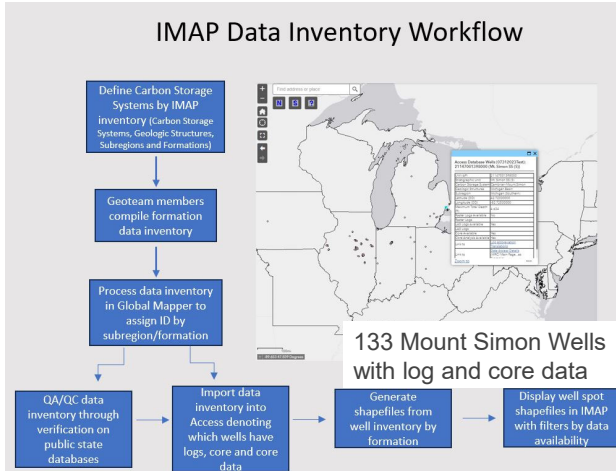 IMAP Data Inventory Workflow
Define Carbon Storage
Systems by IMAP
inventory (Carbon Storage
Systems, Geologic Structures,
Subregions and Formations)
Geoteam members
compile formation
data inventory
Process data inventory
in Global Mapper to
assign ID by
subregion/formation
QA/QC data
inventory through
verification on
public state
databases
Import data
inventory into
Access denoting
which wells have
logs, core and core
data
Generate
shapefiles from
well inventory by
formation
Display well spot
shapefiles in IMAP
with filters by data
availability
133 Mount Simon Wells
with log and core data
Find address or place